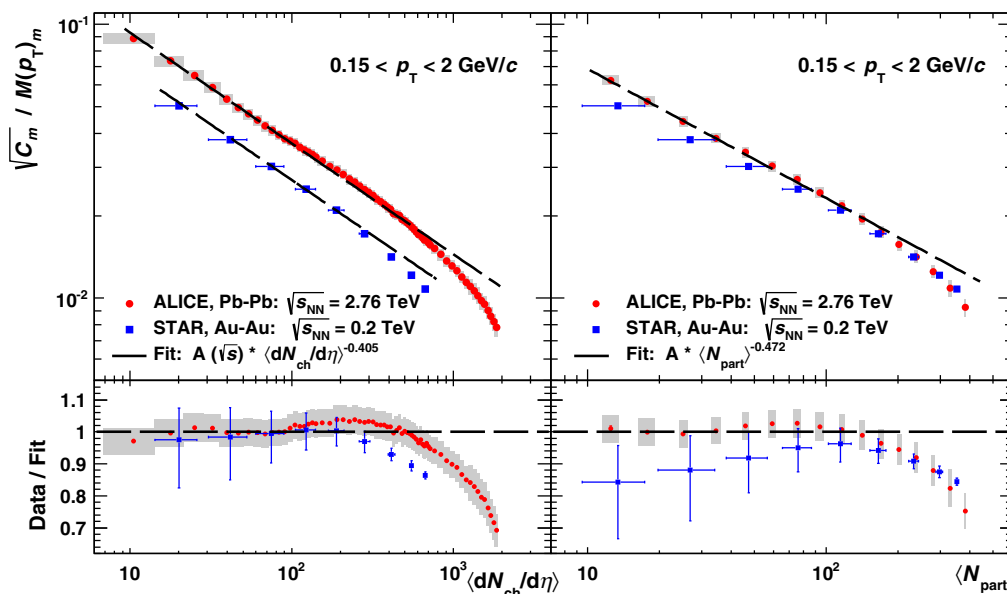 10⁻¹
0.15 < p_T < 2 GeV/c
0.15 < p_T < 2 GeV/c
√C_m / M(p_T)_m
10⁻²
ALICE, Pb-Pb: √s_NN = 2.76 TeV
STAR, Au-Au: √s_NN = 0.2 TeV
Fit: A (√s) * ⟨dN_ch/dη⟩^-0.405
ALICE, Pb-Pb: √s_NN = 2.76 TeV
STAR, Au-Au: √s_NN = 0.2 TeV
Fit: A * ⟨N_part⟩^-0.472
Data / Fit
1.1
1
0.9
0.8
0.7
10 10² 10³
⟨dN_ch/dη⟩
10 10²
⟨N_part